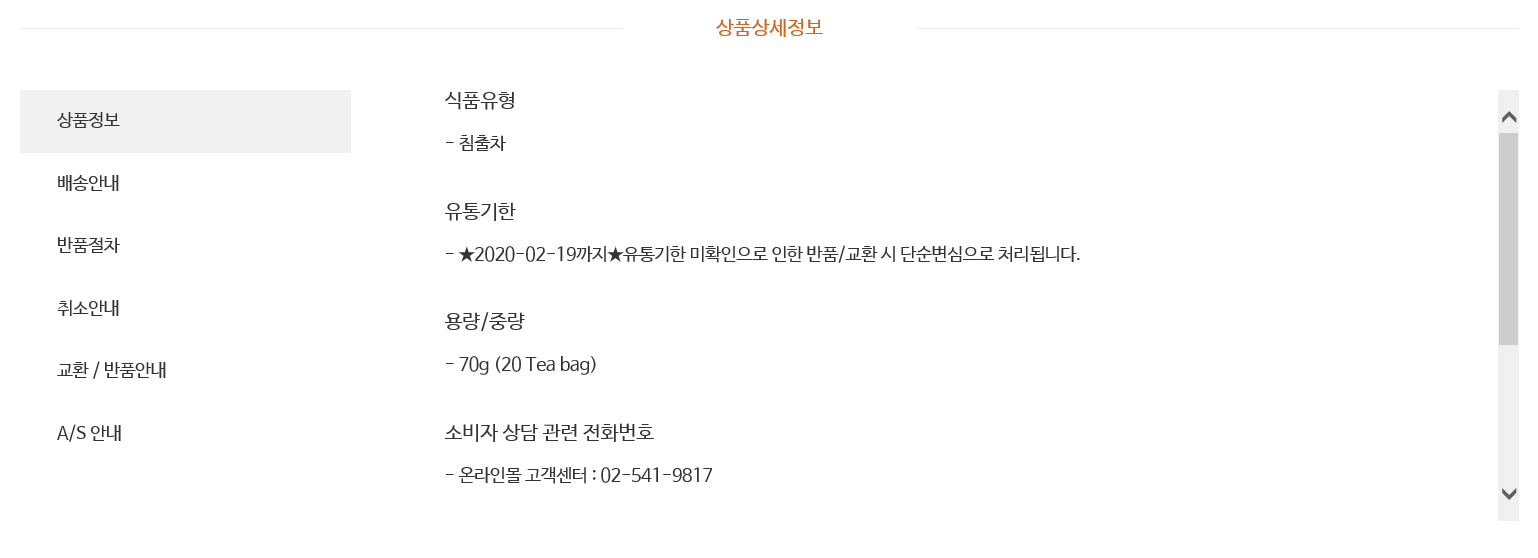 상품상세정보
상품정보
배송안내
반품절차
취소안내
교환 / 반품안내
A/S 안내
식품유형
- 침출차
유통기한
- ★2020-02-19까지★유통기한 미확인으로 인한 반품/교환 시 단순변심으로 처리됩니다.
용량/중량
- 70g (20 Tea bag)
소비자 상담 관련 전화번호
- 온라인몰 고객센터 : 02-541-9817